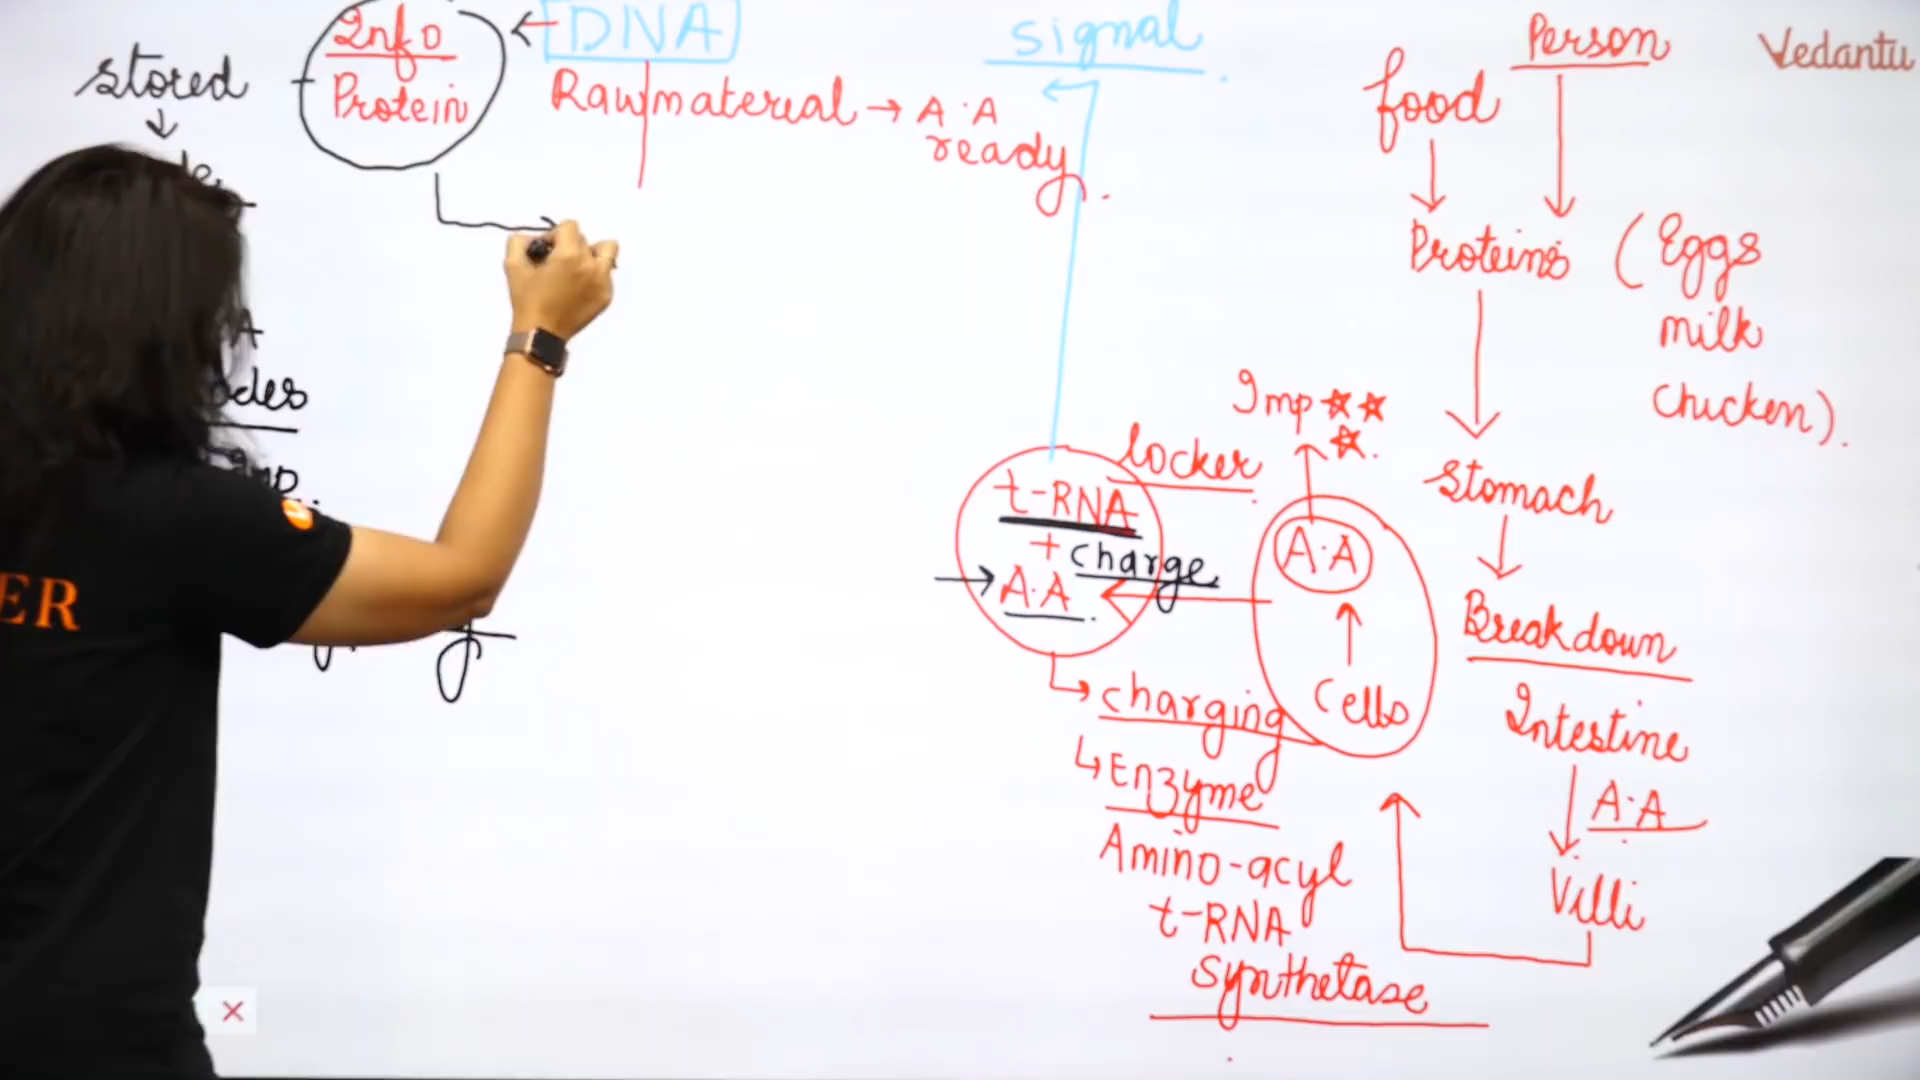 Info
Protein
← DNA
signal
Person
Vedantu
stored
Raw material → A.A
ready.
food
Proteins
(Eggs
milk
chicken).
Imp
locker
Stomach
t-RNA
+ charge
A.A
A.A
Breakdown
cells
charging
Intestine
Enzyme
A.A
Amino-acyl
t-RNA
synthetase
Villi
ER